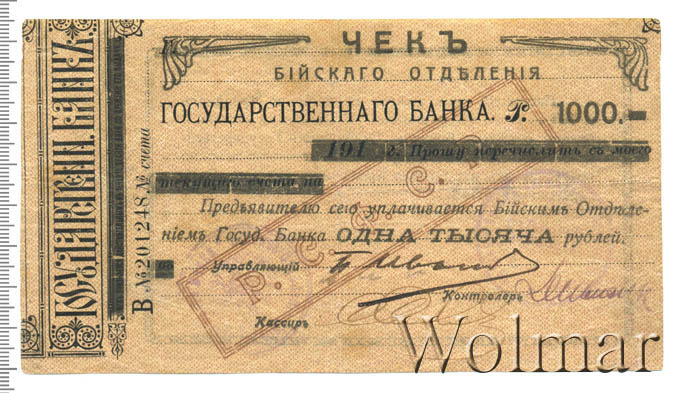 ГОСУДАРСТВЕН. БАНКЪ
В №201248 № счета
ЧЕКЪ
БІЙСКАГО ОТДѢЛЕНІЯ
ГОСУДАРСТВЕННАГО БАНКА. Р. 1000.
191 г. Прошу перечислить съ моего
текущаго счета на
Предъявителю сего уплачивается Бійскимъ Отдѣле-
ніемъ Госуд. Банка ОДНА ТЫСЯЧА рублей.
Управляющій
Контролеръ
Кассиръ
Р. С. Ф. С. Р.
Wolmar